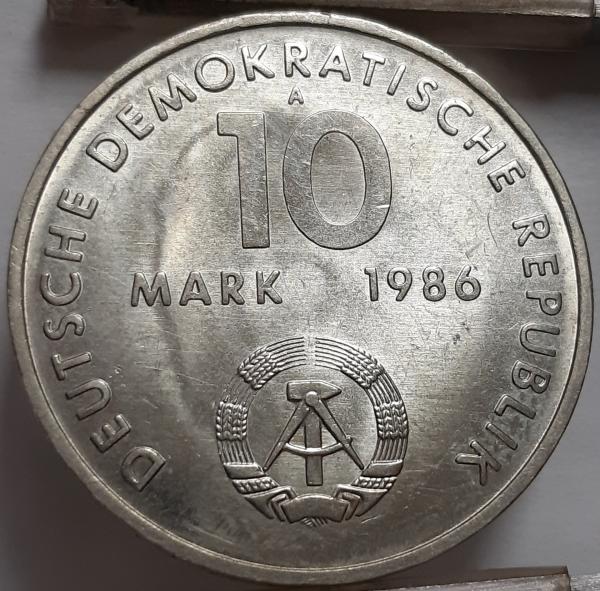 DEUTSCHE DEMOKRATISCHE REPUBLIK
A
10
MARK 1986